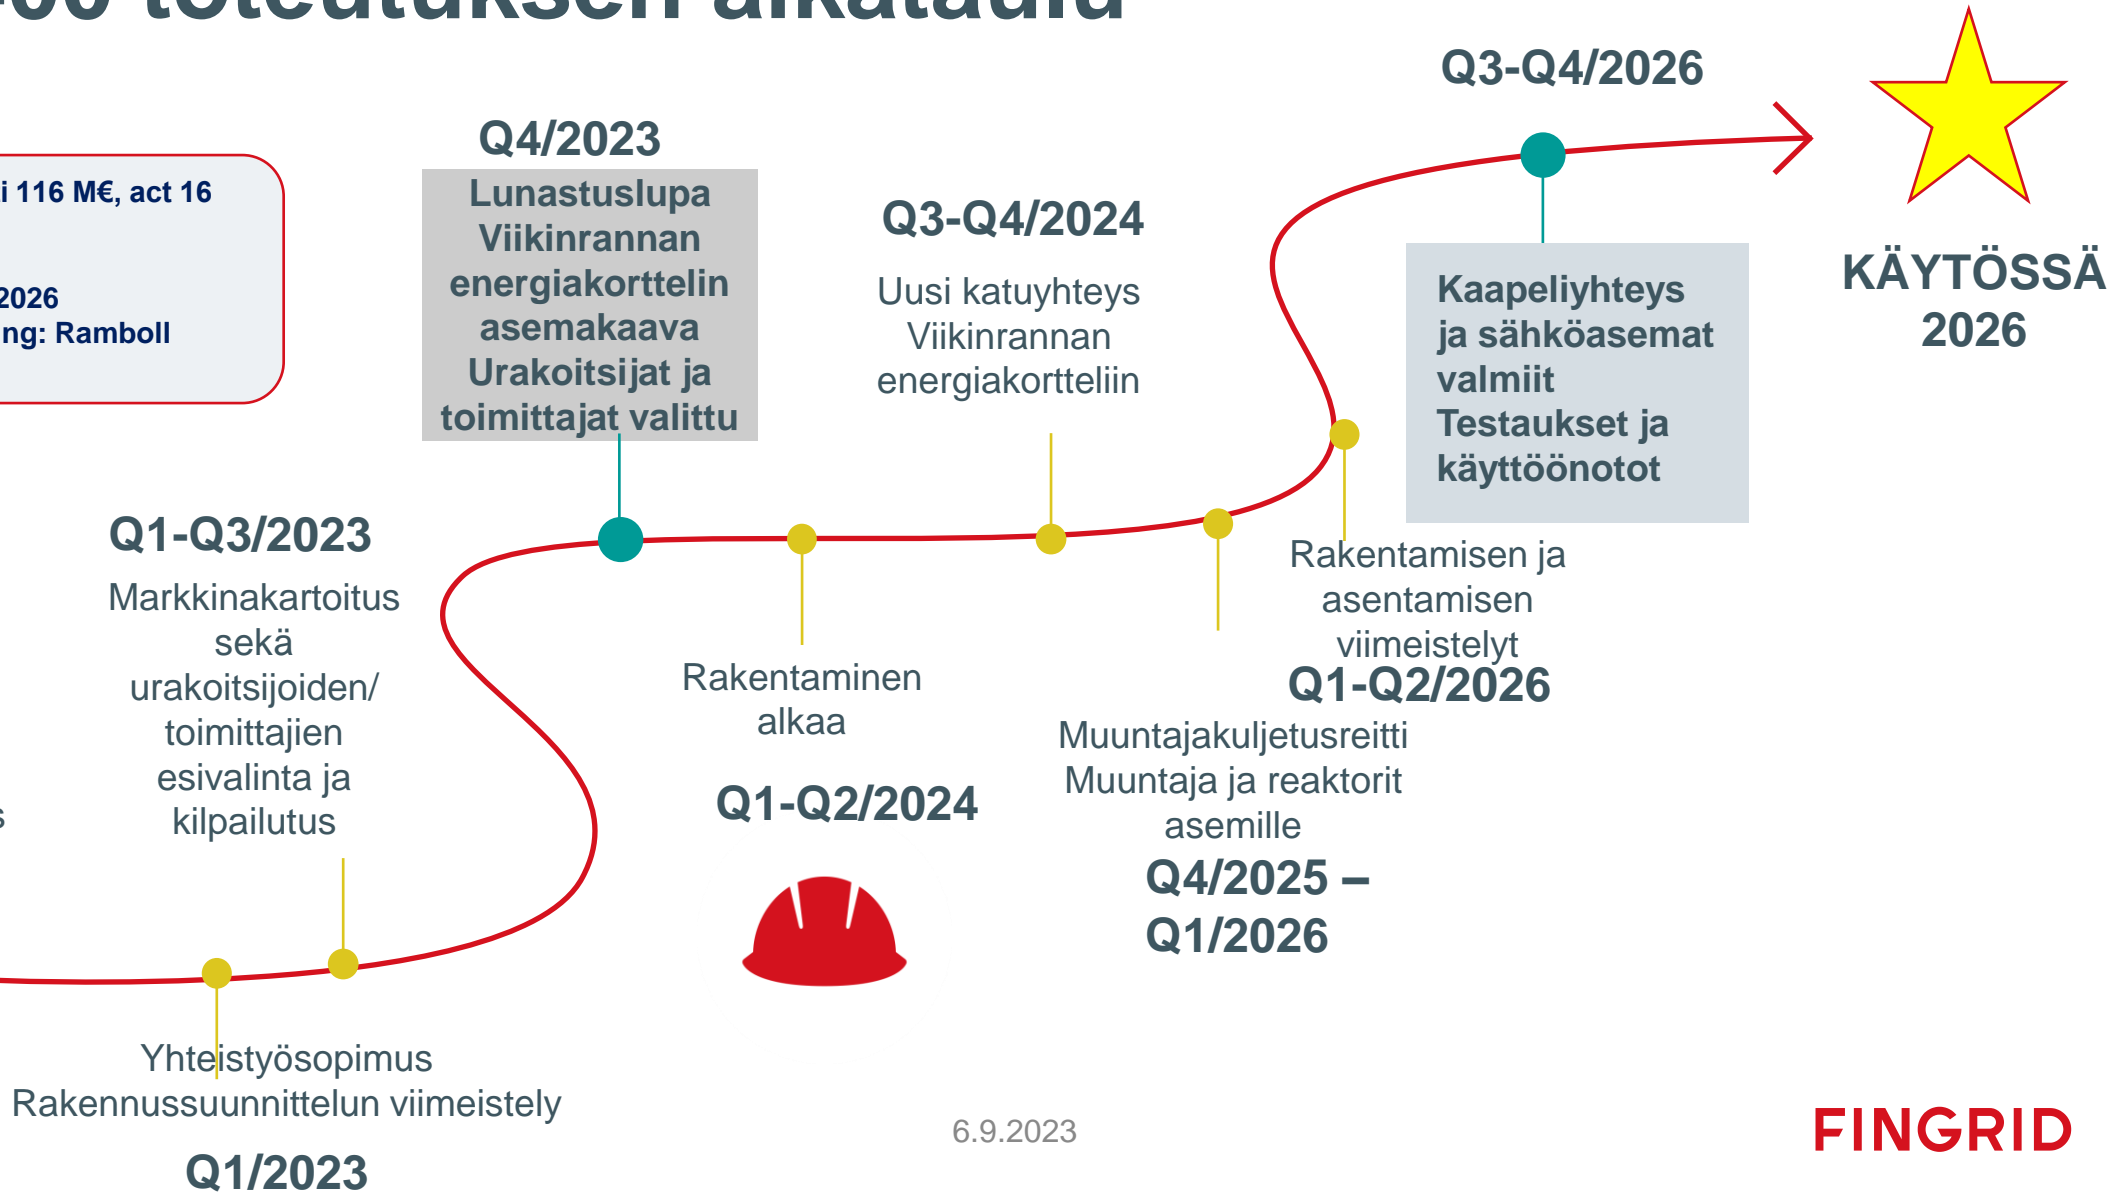 toteutuksen aikataulu
Q3-Q4/2026
KÄYTÖSSÄ
2026
Kaapeliyhteys
ja sähköasemat
valmiit
Testaukset ja
käyttöönotot
Q4/2023
Lunastuslupa
Viikinrannan
energiakorttelin
asemakaava
Urakoitsijat ja
toimittajat valittu
116 M€, act 16
2026
Ramboll
Q3-Q4/2024
Uusi katuyhteys
Viikinrannan
energiakortteliin
Q1-Q3/2023
Markkinakartoitus
sekä
urakoitsijoiden/
toimittajien
esivalinta ja
kilpailutus
Rakentaminen
alkaa
Q1-Q2/2024
Rakentamisen ja
asentamisen
viimeistelyt
Q1-Q2/2026
Muuntajakuljetusreitti
Muuntaja ja reaktorit
asemille
Q4/2025 –
Q1/2026
Yhteistyösopimus
Rakennussuunnittelun viimeistely
Q1/2023
6.9.2023
FINGRID